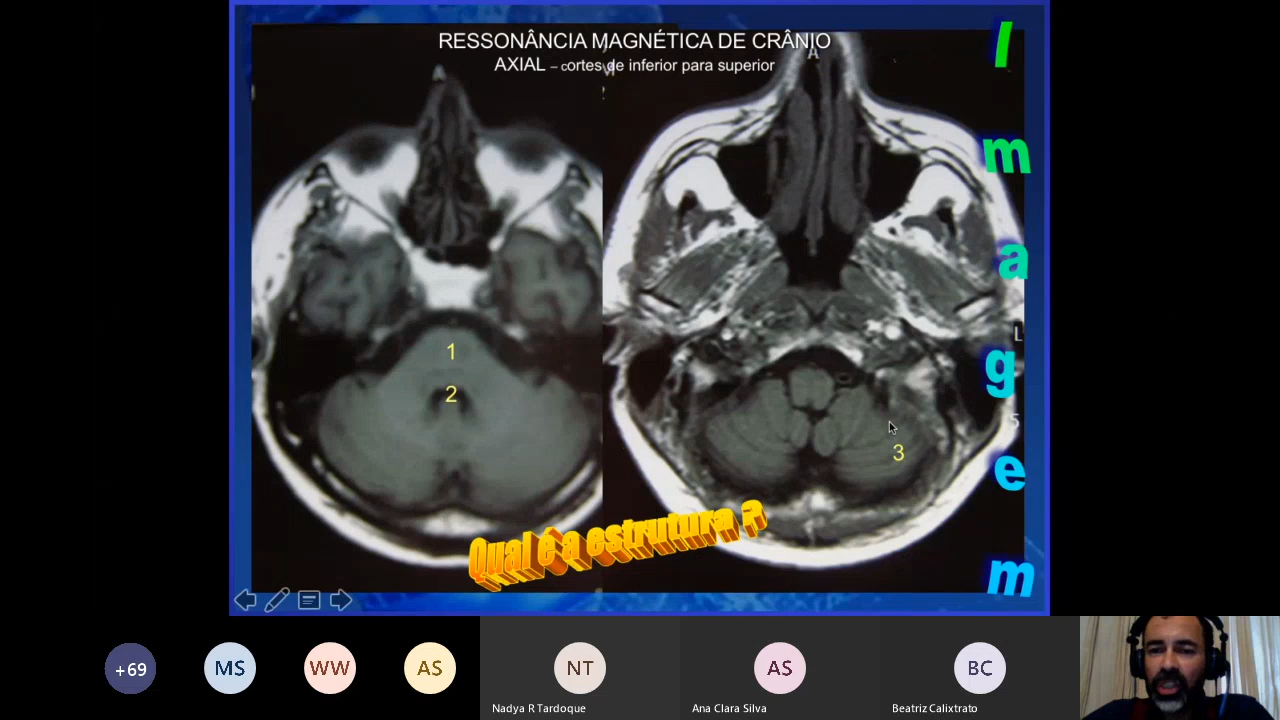 RESSONÂNCIA MAGNÉTICA DE CRÂNIO
AXIAL – cortes de inferior para superior
A
L
5
1
2
3
Qual é a estrutura ?
I
m
a
g
e
m
+69
MS
WW
AS
NT
AS
BC
Nadya R Tardoque
Ana Clara Silva
Beatriz Calixtrato